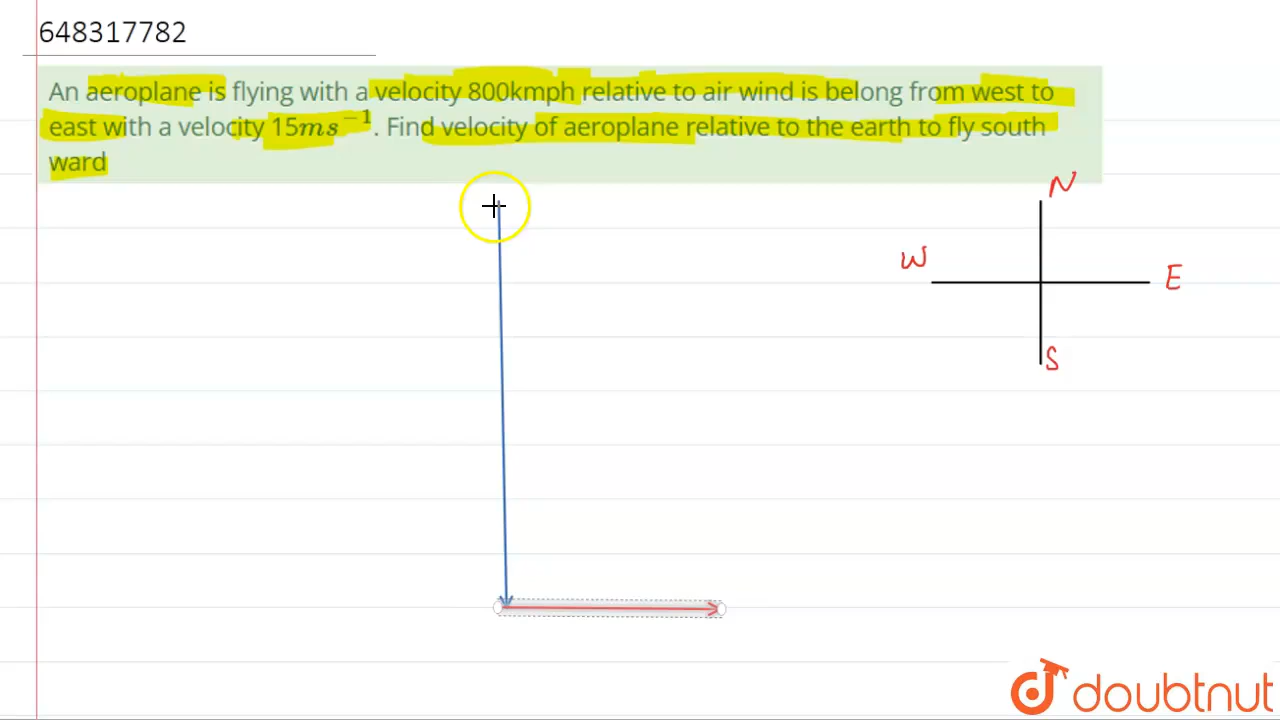 648317782
An aeroplane is flying with a velocity 800kmph relative to air wind is belong from west to
east with a velocity 15ms⁻¹. Find velocity of aeroplane relative to the earth to fly south
ward
N
W
E
S
doubtnut